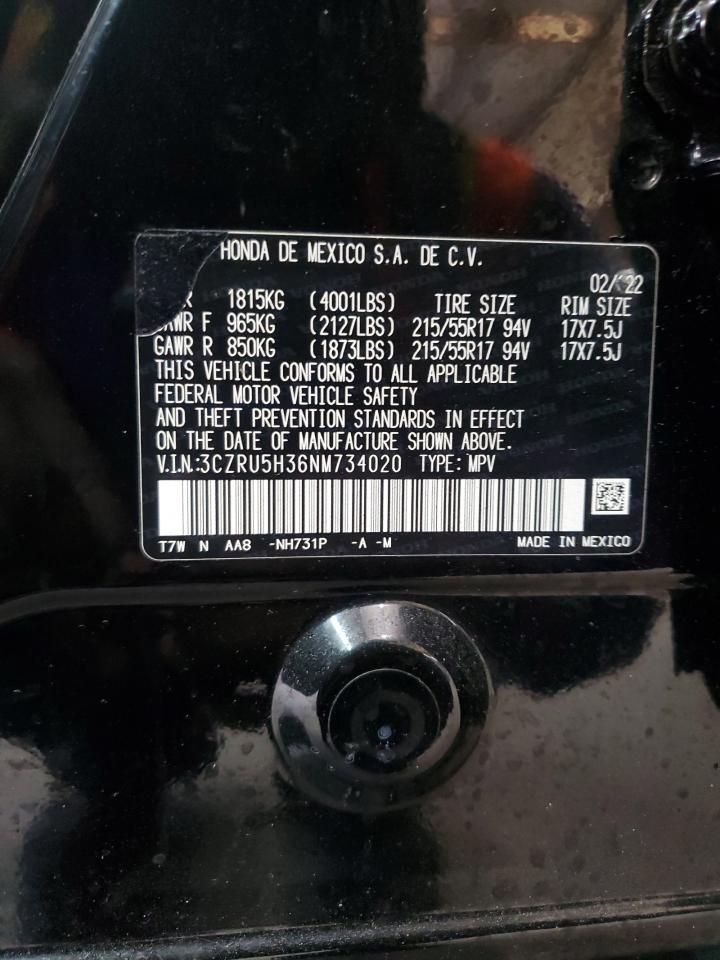 HONDA DE MEXICO S.A. DE C.V.
02/22
1815KG (4001LBS) TIRE SIZE RIM SIZE
GAWR F 965KG (2127LBS) 215/55R17 94V 17X7.5J
GAWR R 850KG (1873LBS) 215/55R17 94V 17X7.5J
THIS VEHICLE CONFORMS TO ALL APPLICABLE
FEDERAL MOTOR VEHICLE SAFETY
AND THEFT PREVENTION STANDARDS IN EFFECT
ON THE DATE OF MANUFACTURE SHOWN ABOVE.
V.I.N.:3CZRU5H36NM734020 TYPE: MPV
T7W N AA8 -NH731P -A -M MADE IN MEXICO